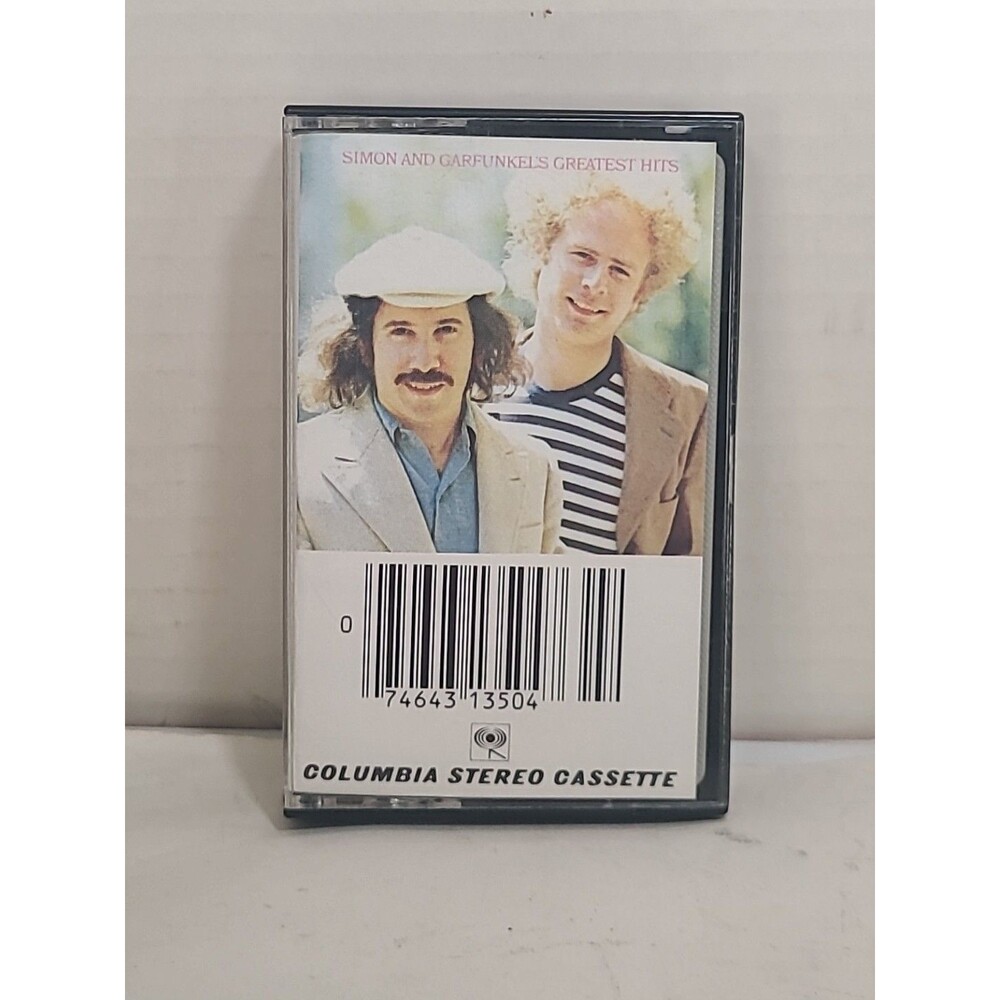 SIMON AND GARFUNKEL'S GREATEST HITS
0
74643 13504
COLUMBIA STEREO CASSETTE